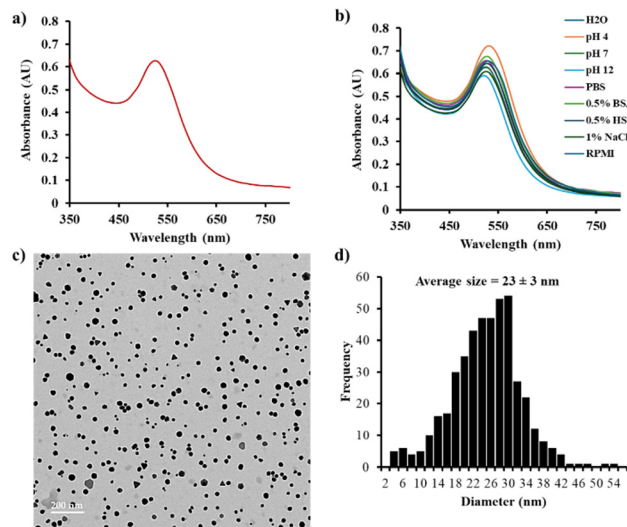 a)
0.8
0.7
0.6
0.5
0.4
0.3
0.2
0.1
0
Absorbance (AU)
350 450 550 650 750
Wavelength (nm)
b)
0.8
0.7
0.6
0.5
0.4
0.3
0.2
0.1
0
Absorbance (AU)
350 450 550 650 750
Wavelength (nm)
H2O
pH 4
pH 7
pH 12
PBS
0.5% BS
0.5% HS
1% NaCl
RPMI
c)
200 nm
d)
Average size = 23 ± 3 nm
60
50
40
30
20
10
0
Frequency
2 6 10 14 18 22 26 30 34 38 42 46 50 54
Diameter (nm)